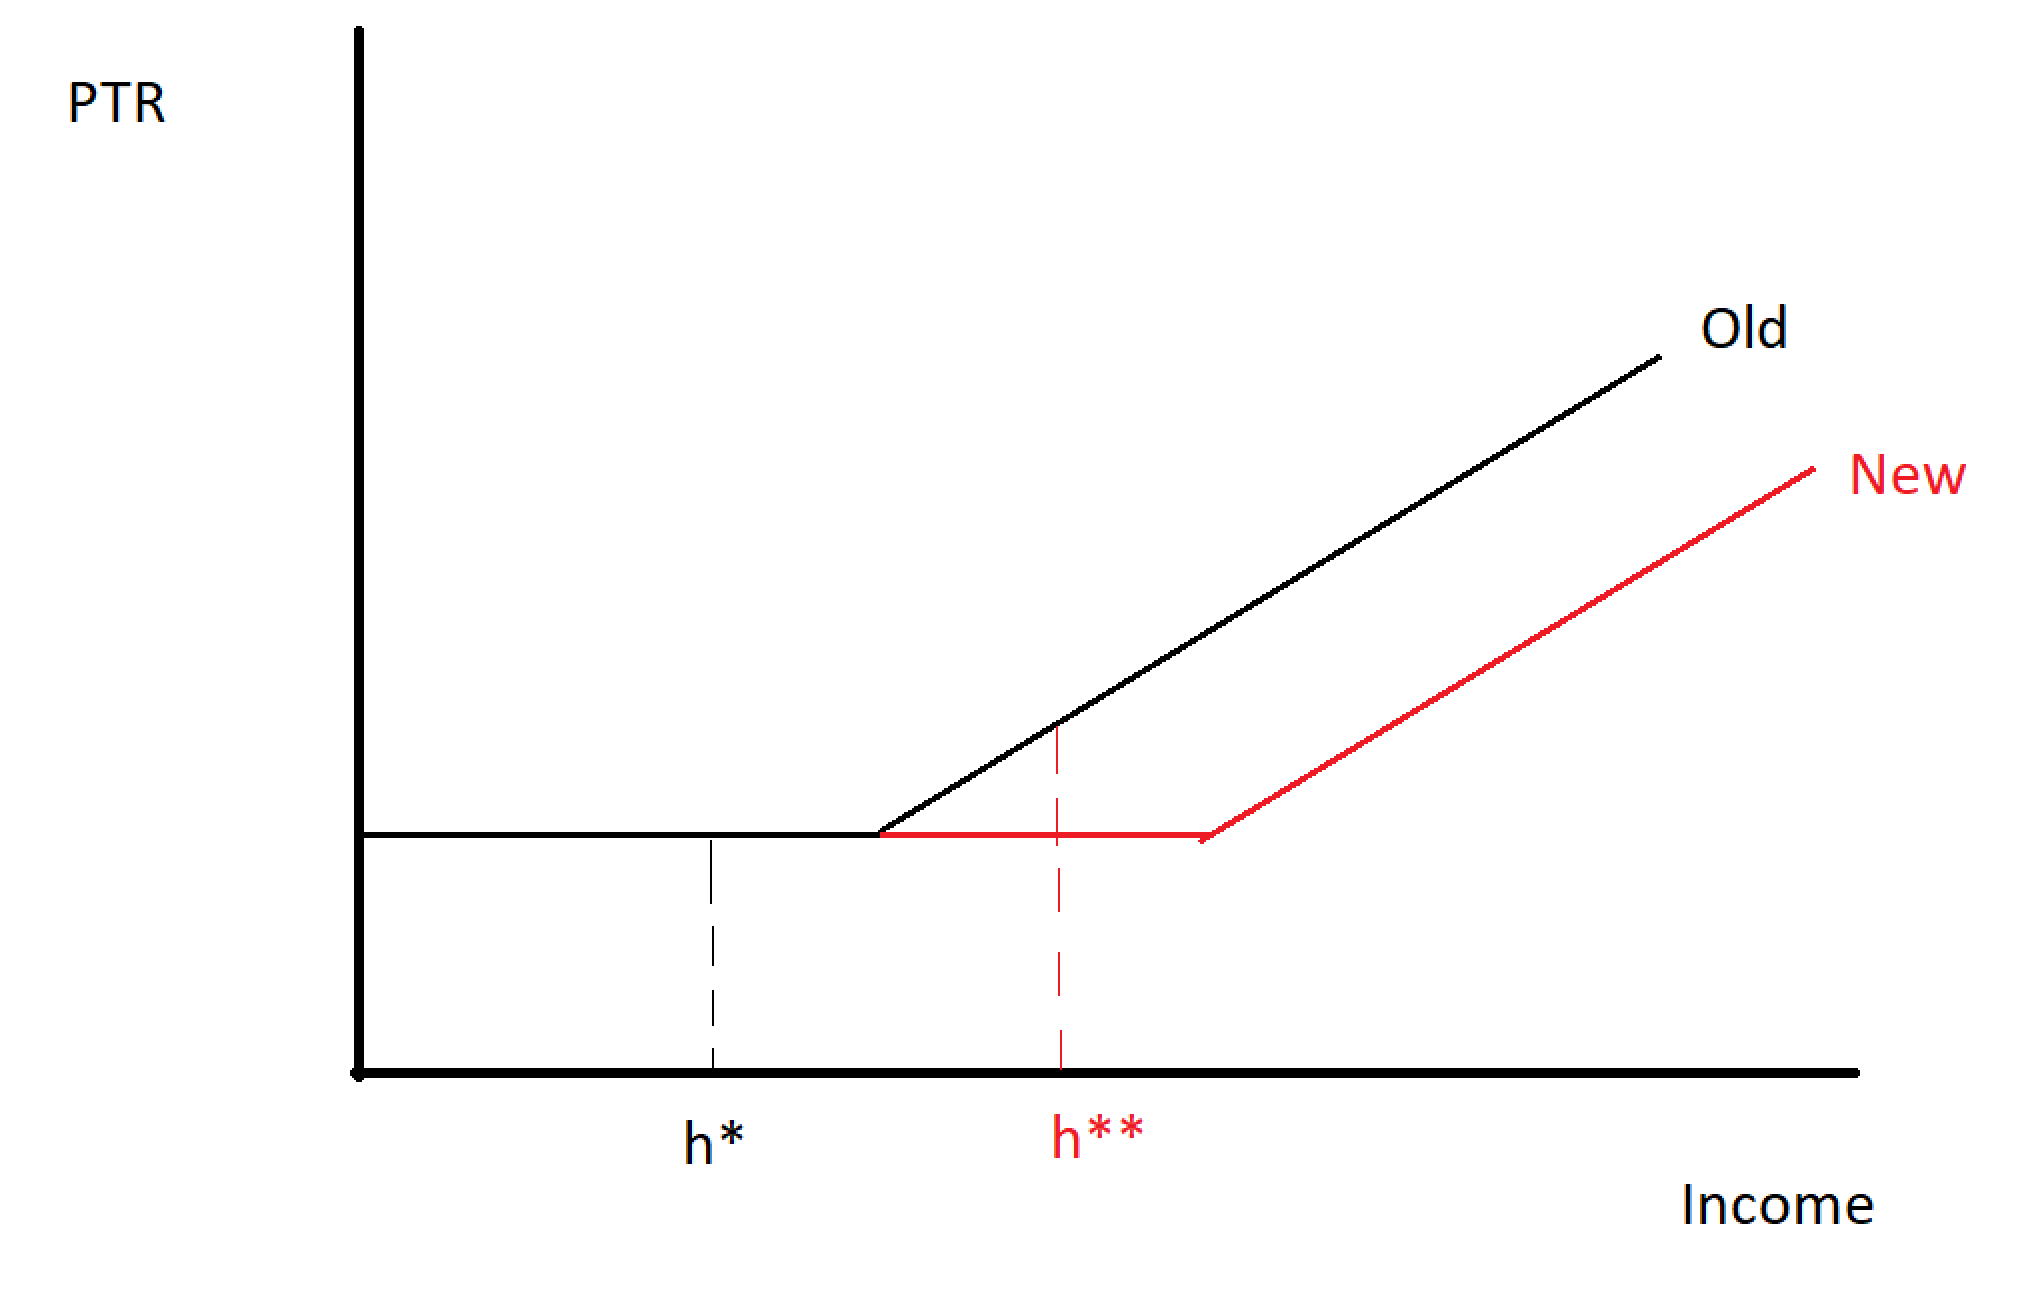 PTR
Old
New
h*
h**
Income